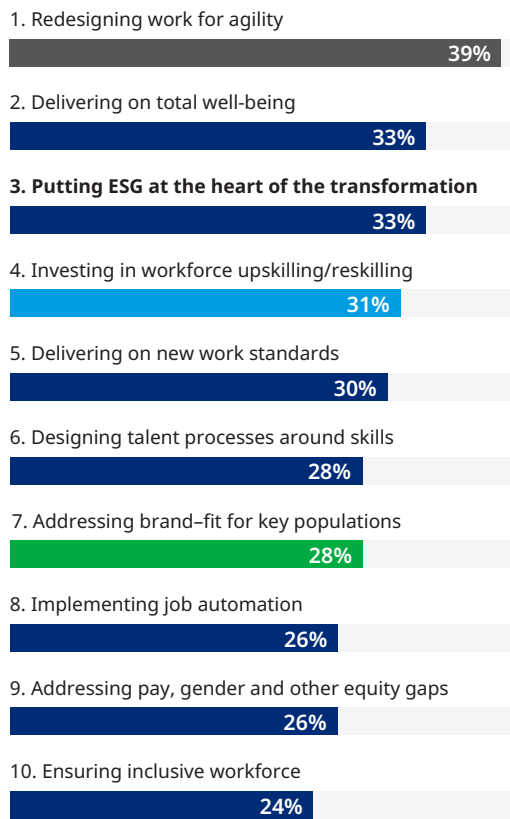 1. Redesigning work for agility
39%
2. Delivering on total well-being
33%
3. Putting ESG at the heart of the transformation
33%
4. Investing in workforce upskilling/reskilling
31%
5. Delivering on new work standards
30%
6. Designing talent processes around skills
28%
7. Addressing brand–fit for key populations
28%
8. Implementing job automation
26%
9. Addressing pay, gender and other equity gaps
26%
10. Ensuring inclusive workforce
24%